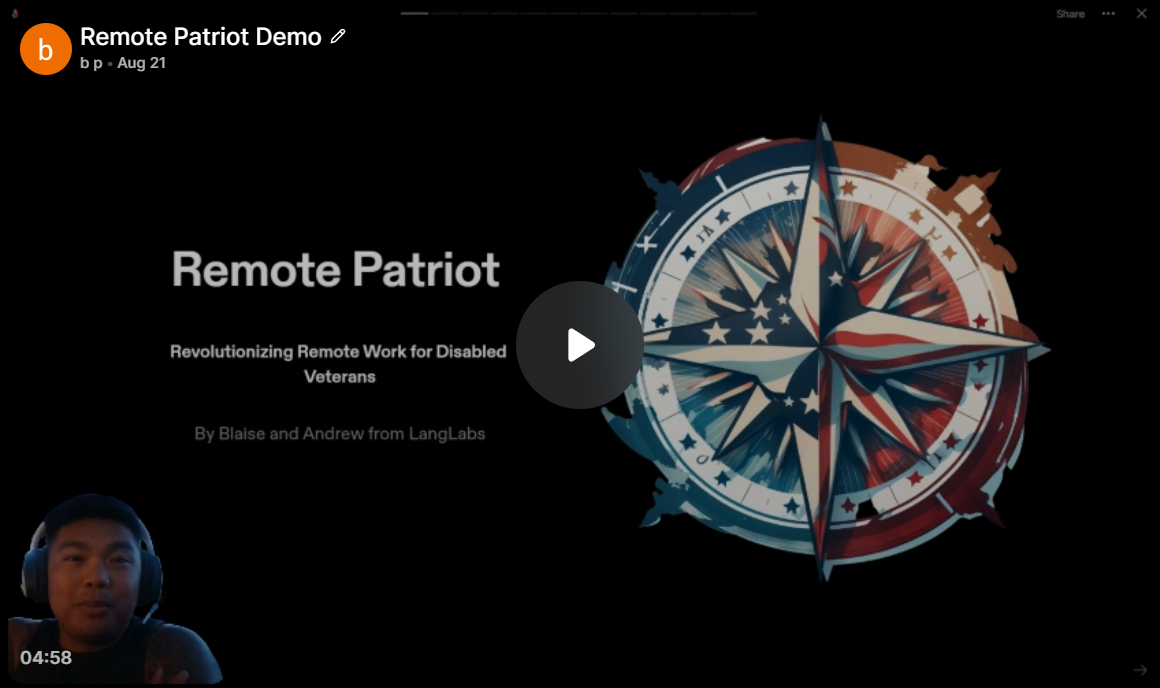 Share
b
Remote Patriot Demo
b p • Aug 21
Remote Patriot
Revolutionizing Remote Work for Disabled
Veterans
By Blaise and Andrew from LangLabs
04:58